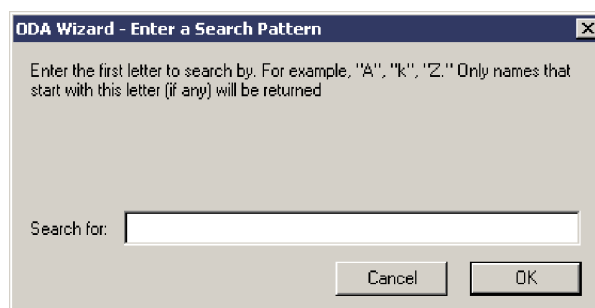 ODA Wizard - Enter a Search Pattern
Enter the first letter to search by. For example, "A", "k", "Z." Only names that
start with this letter (if any) will be returned
Search for:
Cancel OK